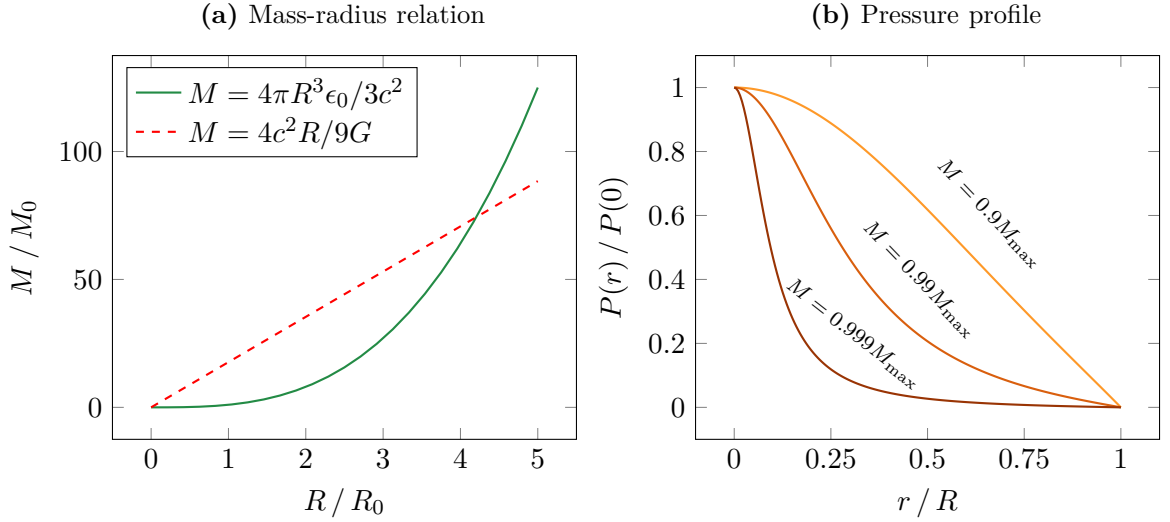 (a) Mass-radius relation
M = 4πR³ϵ₀/3c²
M = 4c²R/9G
100
50
0
M / M₀
0 1 2 3 4 5
R / R₀
(b) Pressure profile
1
0.8
0.6
0.4
0.2
0
P(r) / P(0)
M = 0.9M_max
M = 0.99M_max
M = 0.999M_max
0 0.25 0.5 0.75 1
r / R